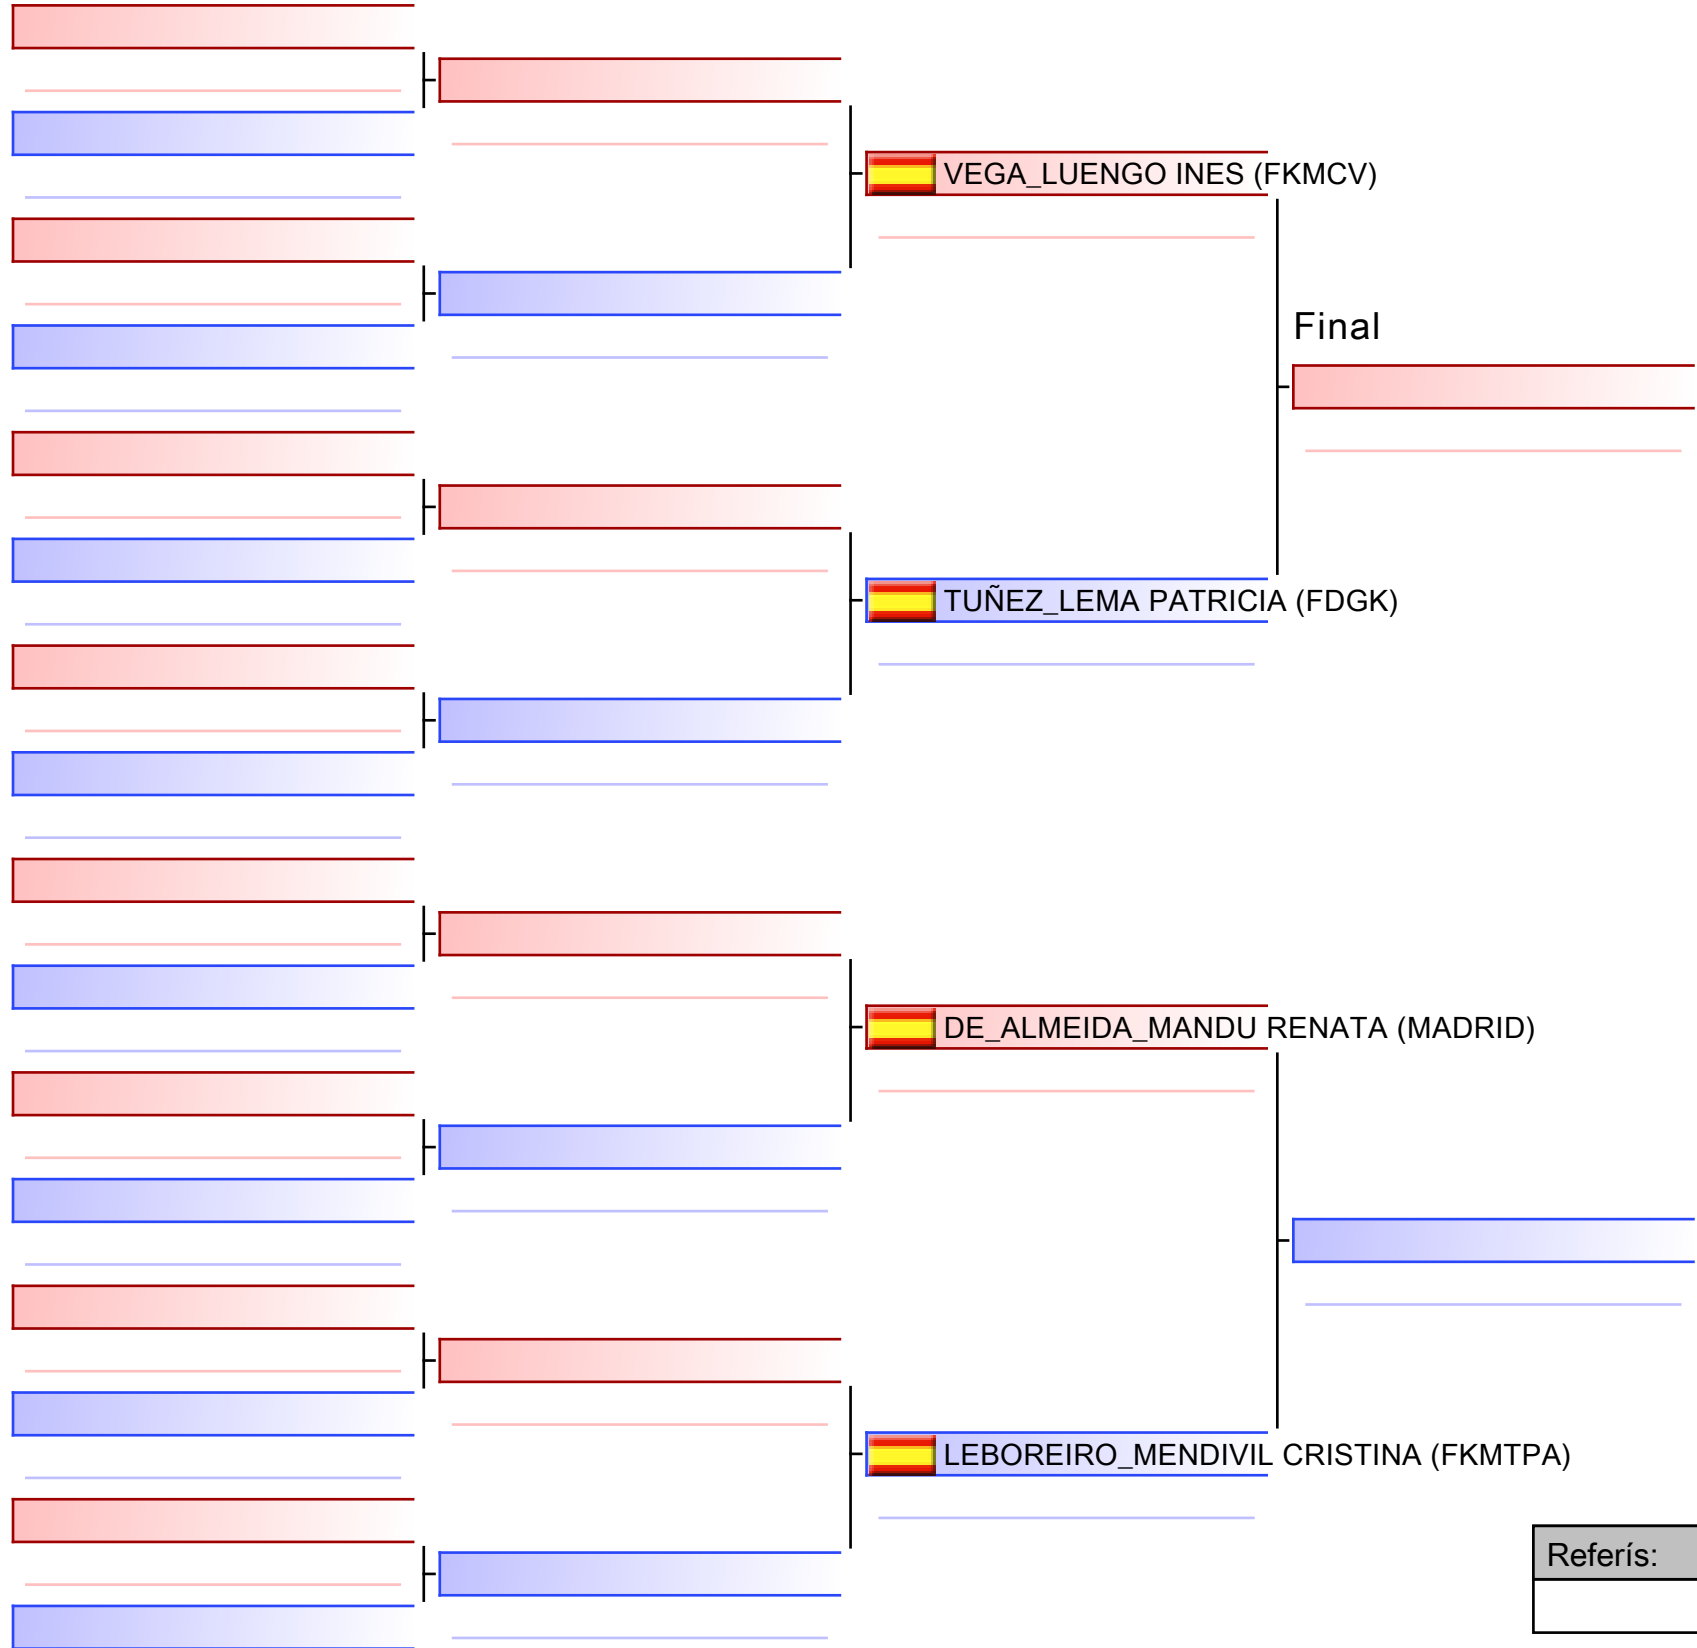 VEGA_LUENGO INES (FKMCV)
Final
TUÑEZ_LEMA PATRICIA (FDGK)
DE_ALMEIDA_MANDU RENATA (MADRID)
LEBOREIRO_MENDIVIL CRISTINA (FKMTPA)
Referís: